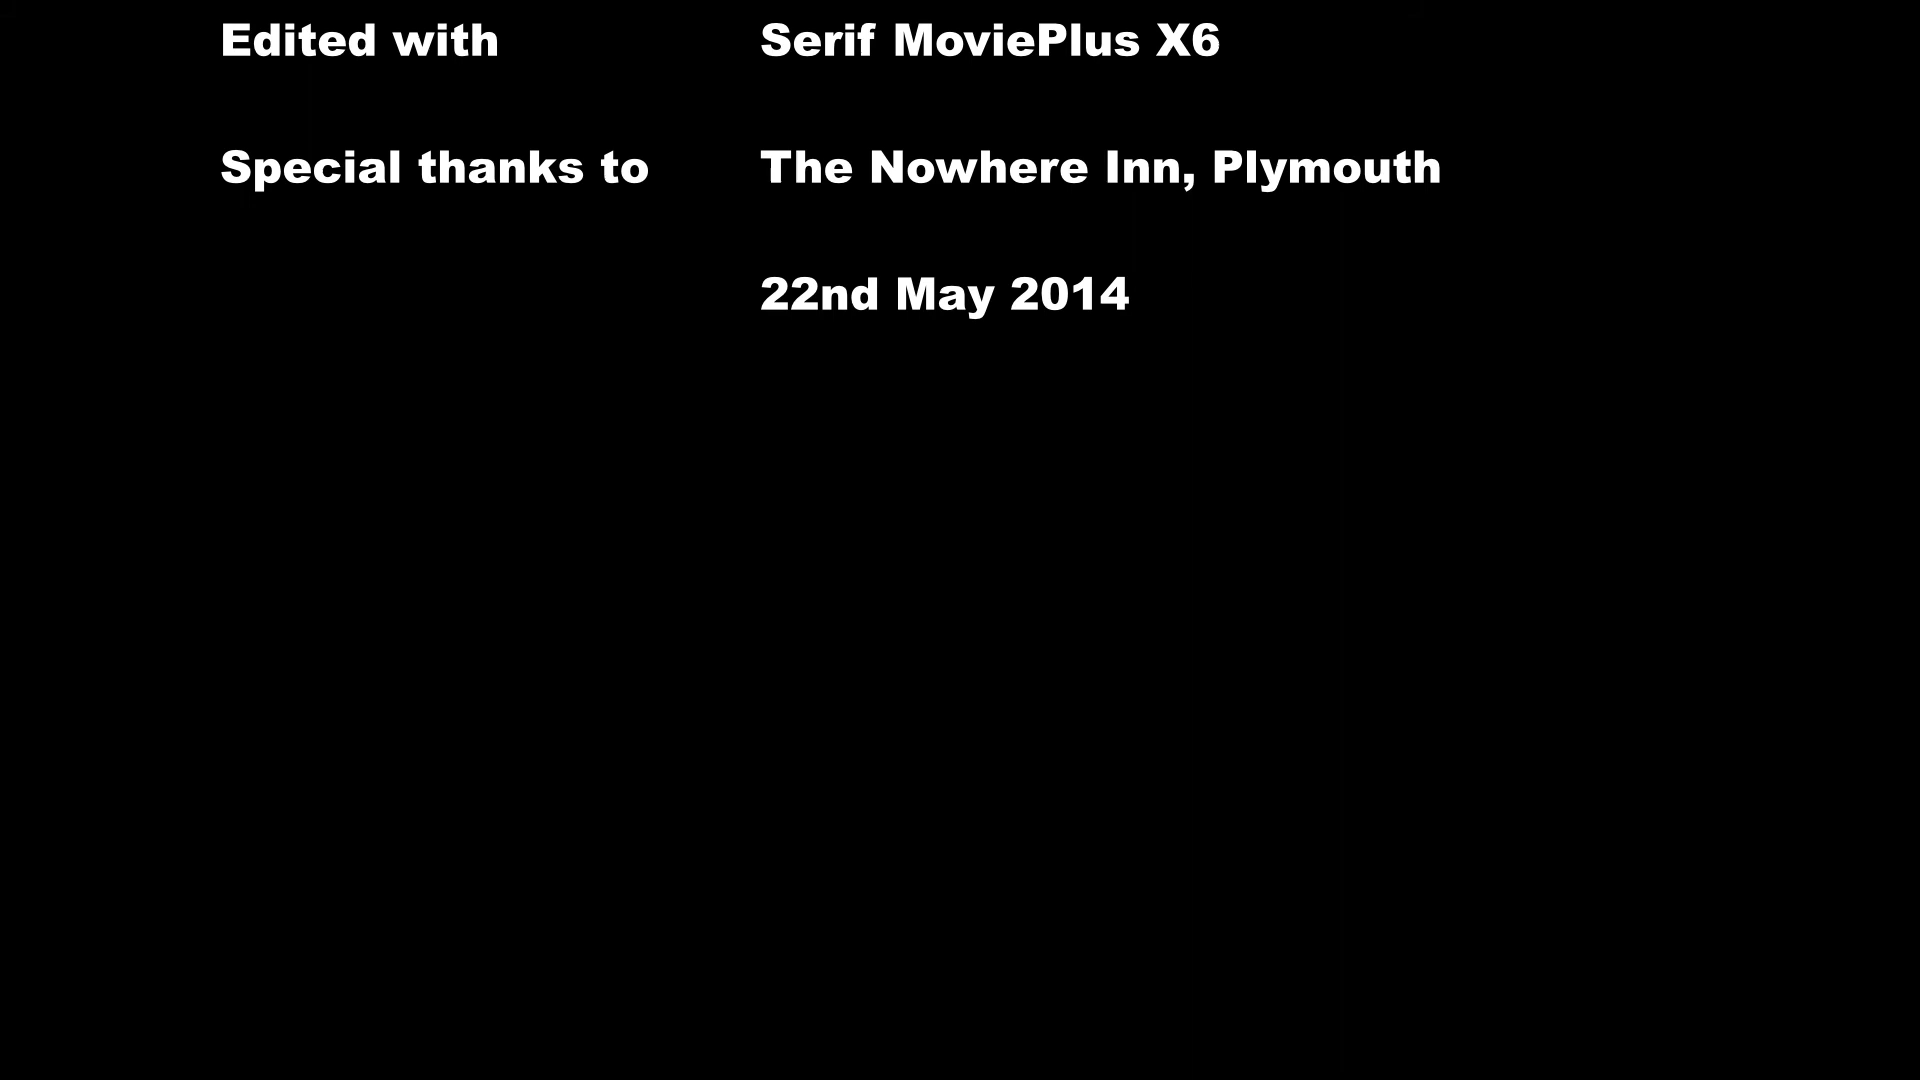 Edited with Serif MoviePlus X6
Special thanks to The Nowhere Inn, Plymouth
22nd May 2014